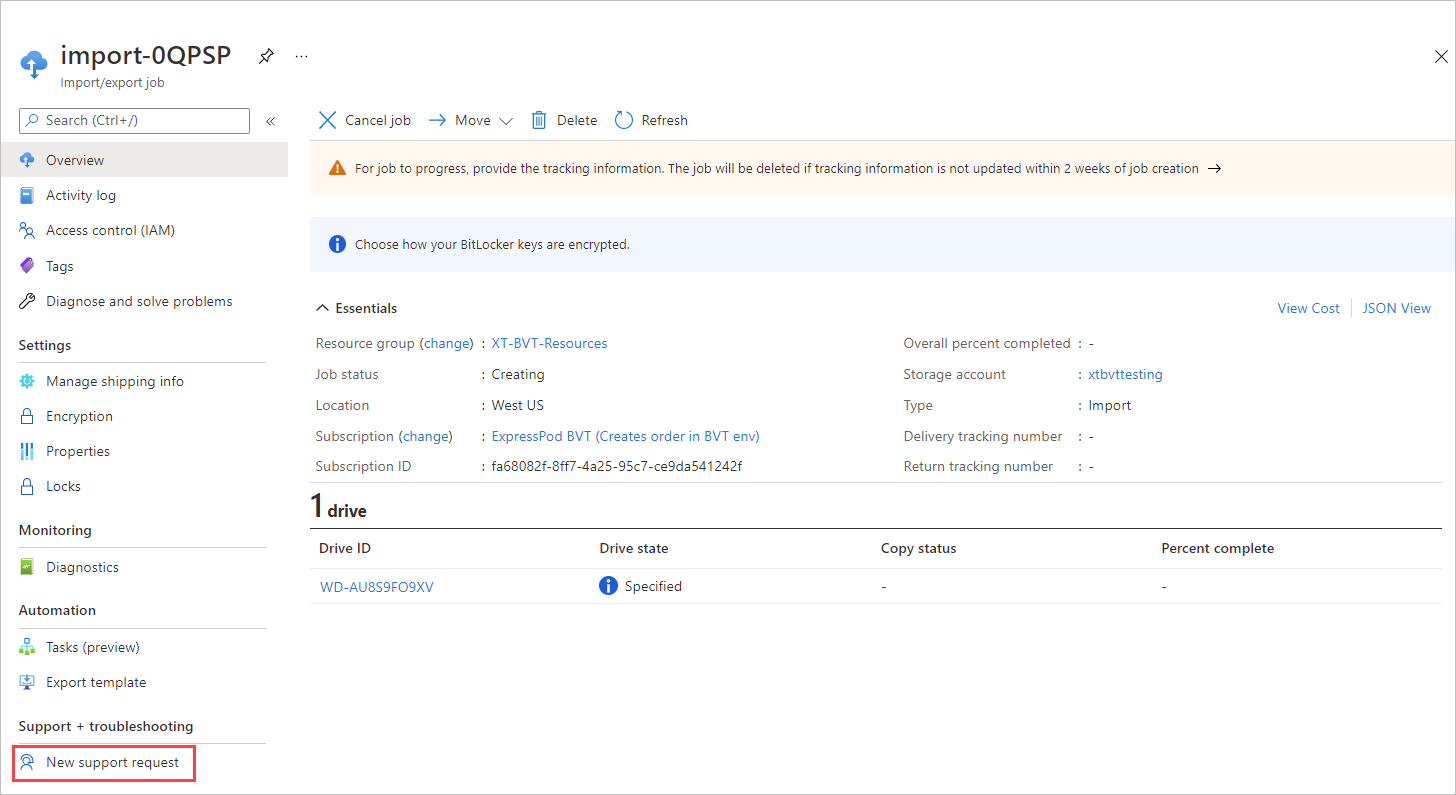 import-0QPSP
...
Import/export job
Search (Ctrl+/)
«
Overview
Activity log
Access control (IAM)
Tags
Diagnose and solve problems
Settings
Manage shipping info
Encryption
Properties
Locks
Monitoring
Diagnostics
Automation
Tasks (preview)
Export template
Support + troubleshooting
New support request
Cancel job Move Delete Refresh
For job to progress, provide the tracking information. The job will be deleted if tracking information is not updated within 2 weeks of job creation →
Choose how your BitLocker keys are encrypted.
Essentials
View Cost JSON View
Resource group (change) : XT-BVT-Resources
Job status : Creating
Location : West US
Subscription (change) : ExpressPod BVT (Creates order in BVT env)
Subscription ID : fa68082f-8ff7-4a25-95c7-ce9da541242f
Overall percent completed : -
Storage account : xtbvttesting
Type : Import
Delivery tracking number : -
Return tracking number : -
1 drive
Drive ID Drive state Copy status Percent complete
WD-AU8S9FO9XV Specified - -